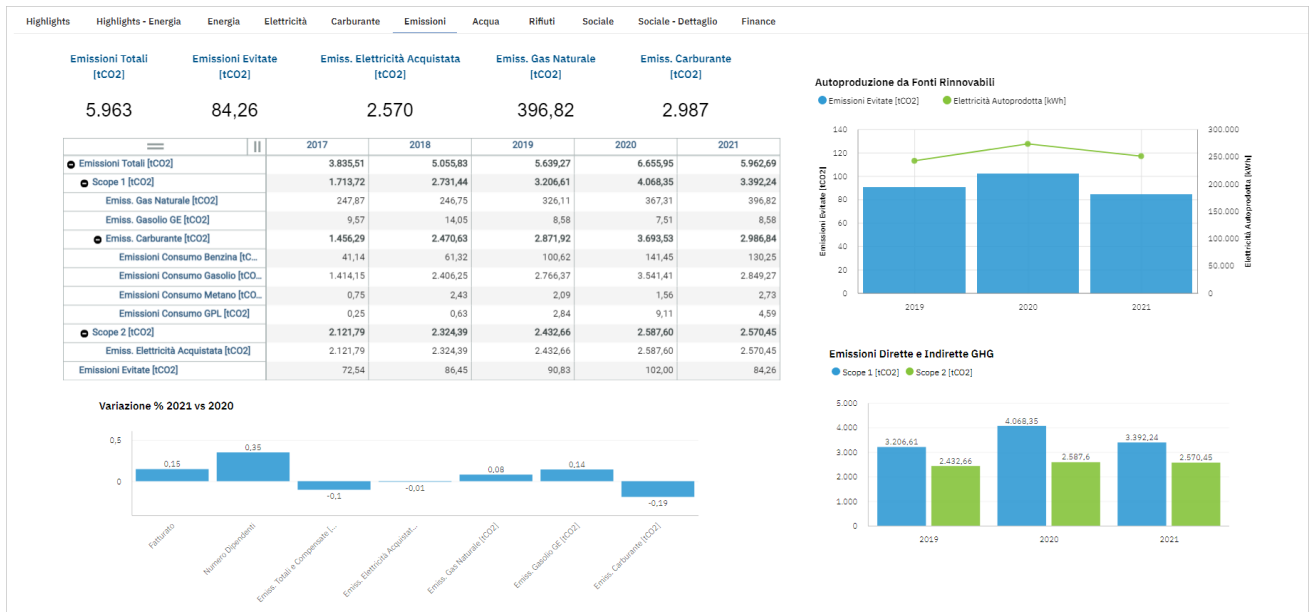 Highlights Highlights - Energia Energia Elettricità Carburante Emissioni Acqua Rifiuti Sociale Sociale - Dettaglio Finance
Emissioni Totali Emissioni Evitate Emiss. Elettricità Acquistata Emiss. Gas Naturale Emiss. Carburante
[tCO2] [tCO2] [tCO2] [tCO2] [tCO2]
5.963 84,26 2.570 396,82 2.987
2017 2018 2019 2020 2021
Emissioni Totali [tCO2] 3.835,51 5.055,83 5.639,27 6.655,95 5.962,69
Scope 1 [tCO2] 1.713,72 2.731,44 3.206,61 4.068,35 3.392,24
Emiss. Gas Naturale [tCO2] 247,87 246,75 326,11 367,31 396,82
Emiss. Gasolio GE [tCO2] 9,57 14,05 8,58 7,51 8,58
Emiss. Carburante [tCO2] 1.456,29 2.470,63 2.871,92 3.693,53 2.986,84
Emissioni Consumo Benzina [tC... 41,14 61,32 100,62 141,45 130,25
Emissioni Consumo Gasolio [tCO... 1.414,15 2.406,25 2.766,37 3.541,41 2.849,27
Emissioni Consumo Metano [tCO... 0,75 2,43 2,09 1,56 2,73
Emissioni Consumo GPL [tCO2] 0,25 0,63 2,84 9,11 4,59
Scope 2 [tCO2] 2.121,79 2.324,39 2.432,66 2.587,60 2.570,45
Emiss. Elettricità Acquistata [tCO2] 2.121,79 2.324,39 2.432,66 2.587,60 2.570,45
Emissioni Evitate [tCO2] 72,54 86,45 90,83 102,00 84,26
Variazione % 2021 vs 2020
0,5
0
0,15
0,35
-0,1
-0,01
0,08
0,14
-0,19
Fatturato
Numero Dipendenti
Emiss. Totali e Compensate [...
Emiss. Elettricità Acquistat...
Emiss. Gas Naturale [tCO2]
Emiss. Gasolio GE [tCO2]
Emiss. Carburante [tCO2]
Autoproduzione da Fonti Rinnovabili
Emissioni Evitate [tCO2] Elettricità Autoprodotta [kWh]
Emissioni Evitate [tCO2]
140
120
100
80
60
40
20
0
300.000
250.000
200.000
150.000
100.000
50.000
0
Elettricità Autoprodotta [kWh]
2019 2020 2021
Emissioni Dirette e Indirette GHG
Scope 1 [tCO2] Scope 2 [tCO2]
5.000
4.000
3.000
2.000
1.000
0
3.206,61
2.432,66
4.068,35
2.587,6
3.392,24
2.570,45
2019 2020 2021